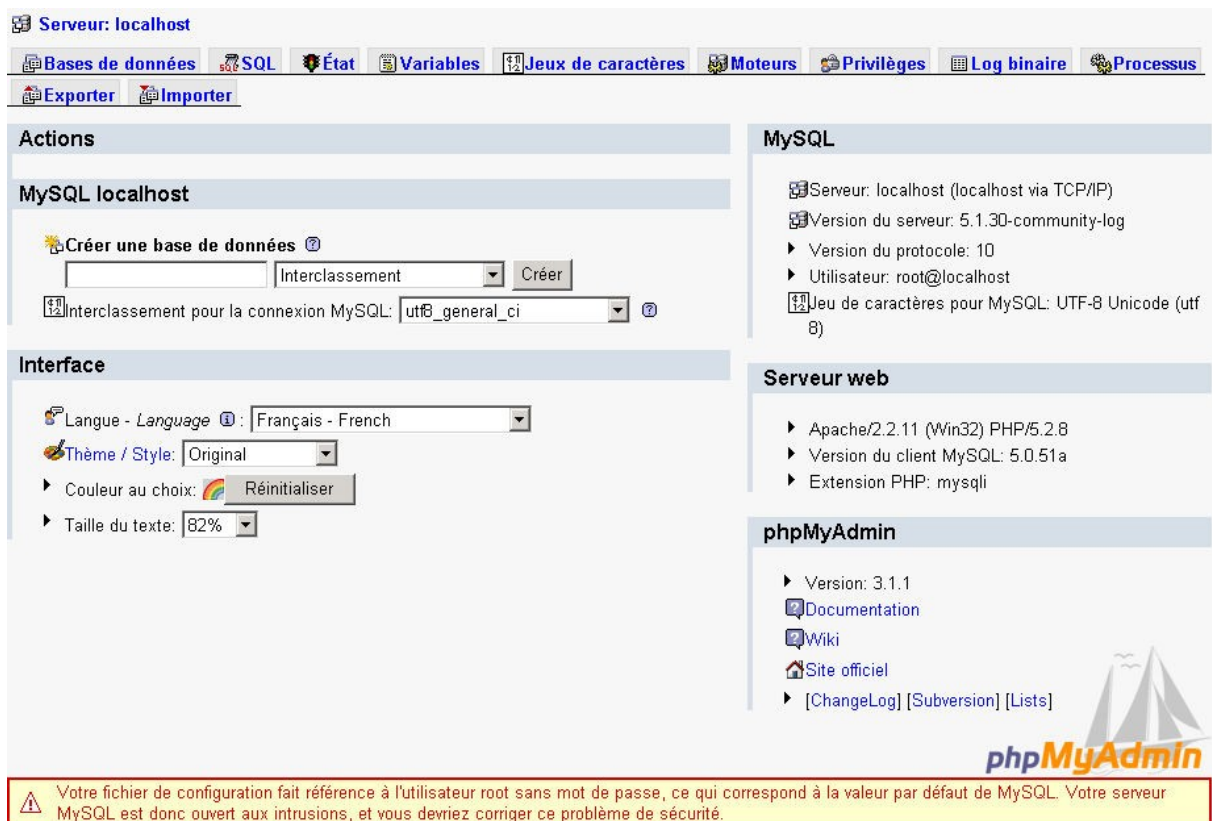 Serveur: localhost
Bases de données SQL État Variables Jeux de caractères Moteurs Privilèges Log binaire Processus
Exporter Importer
Actions
MySQL localhost
Créer une base de données
Interclassement Créer
Interclassement pour la connexion MySQL: utf8_general_ci
Interface
Langue - Language : Français - French
Thème / Style: Original
Couleur au choix: Réinitialiser
Taille du texte: 82%
MySQL
Serveur: localhost (localhost via TCP/IP)
Version du serveur: 5.1.30-community-log
Version du protocole: 10
Utilisateur: root@localhost
Jeu de caractères pour MySQL: UTF-8 Unicode (utf
8)
Serveur web
Apache/2.2.11 (Win32) PHP/5.2.8
Version du client MySQL: 5.0.51a
Extension PHP: mysqli
phpMyAdmin
Version: 3.1.1
Documentation
Wiki
Site officiel
[ChangeLog] [Subversion] [Lists]
phpMyAdmin
Votre fichier de configuration fait référence à l'utilisateur root sans mot de passe, ce qui correspond à la valeur par défaut de MySQL. Votre serveur
MySQL est donc ouvert aux intrusions, et vous devriez corriger ce problème de sécurité.